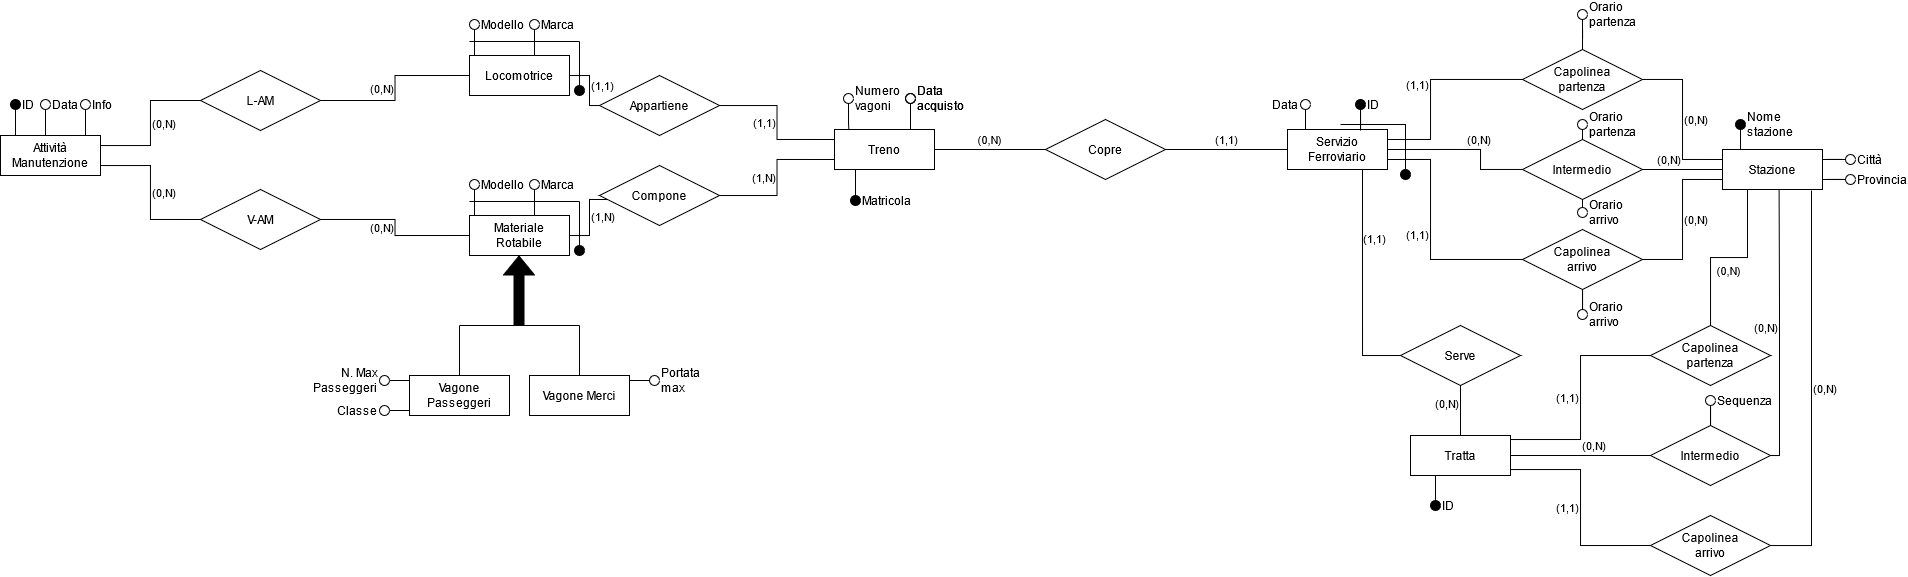 Modello
Marca
Locomotrice
L-AM
(0,N)
(1,1)
Appartiene
(1,1)
ID
Data
Info
(0,N)
Attività
Manutenzione
(0,N)
V-AM
(0,N)
Modello
Marca
Materiale
Rotabile
(1,N)
Compone
(1,N)
N. Max
Passeggeri
Classe
Vagone
Passeggeri
Vagone Merci
Portata
max
Numero
vagoni
Data
acquisto
Treno
Matricola
(0,N)
Copre
(1,1)
Data
ID
Servizio
Ferroviario
(1,1)
Orario
partenza
Capolinea
partenza
(0,N)
(0,N)
Orario
partenza
Intermedio
Orario
arrivo
(0,N)
(1,1)
Capolinea
arrivo
Orario
arrivo
(0,N)
Nome
stazione
Stazione
Città
Provincia
(1,1)
Serve
(0,N)
Tratta
ID
(1,1)
Capolinea
partenza
(0,N)
(0,N)
Sequenza
Intermedio
(0,N)
(1,1)
Capolinea
arrivo
(0,N)